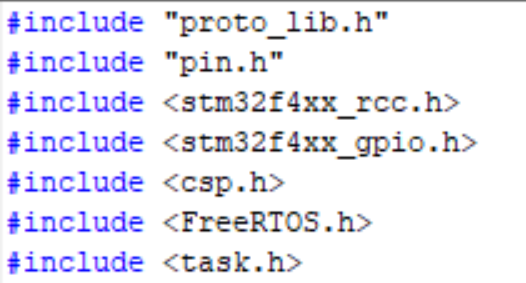 #include "proto_lib.h"
#include "pin.h"
#include <stm32f4xx_rcc.h>
#include <stm32f4xx_gpio.h>
#include <csp.h>
#include <FreeRTOS.h>
#include <task.h>